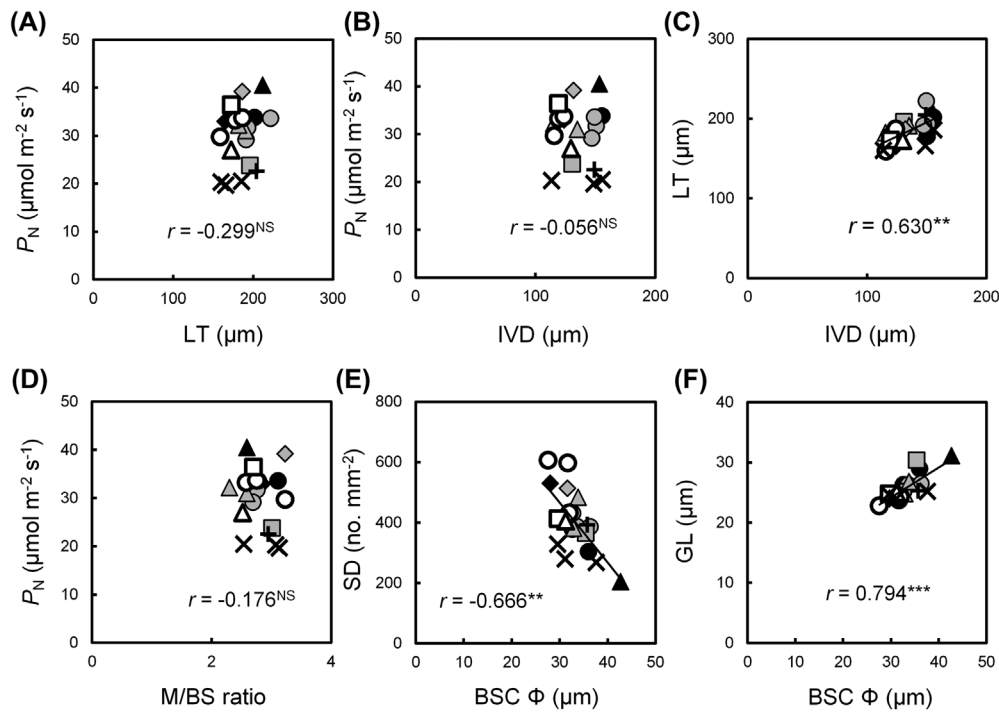 (A)
50
40
30
20
10
0
P_N (µmol m⁻² s⁻¹)
r = -0.299^NS
0 100 200 300
LT (µm)
(B)
50
40
30
20
10
0
P_N (µmol m⁻² s⁻¹)
r = -0.056^NS
0 100 200
IVD (µm)
(C)
300
200
100
0
LT (µm)
r = 0.630**
0 100 200
IVD (µm)
(D)
50
40
30
20
10
0
P_N (µmol m⁻² s⁻¹)
r = -0.176^NS
0 2 4
M/BS ratio
(E)
800
600
400
200
0
SD (no. mm⁻²)
r = -0.666**
0 10 20 30 40 50
BSC Φ (µm)
(F)
40
30
20
10
0
GL (µm)
r = 0.794***
0 10 20 30 40 50
BSC Φ (µm)